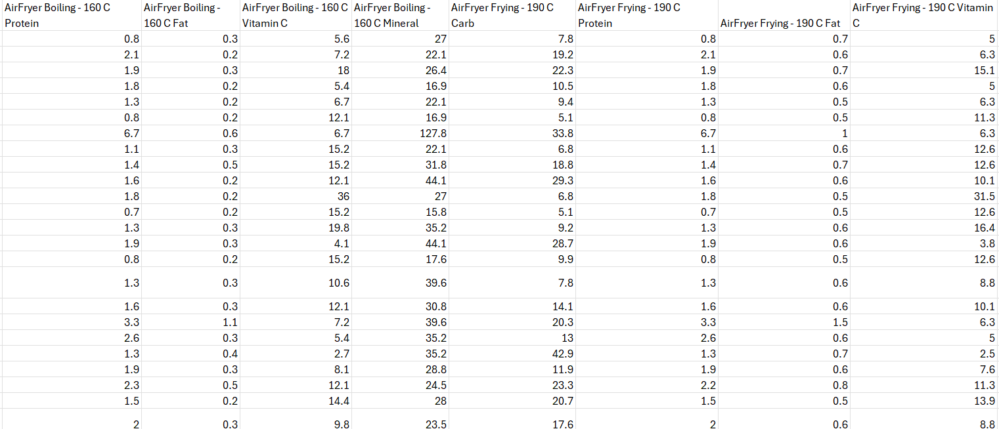 AirFryer Boiling - 160 C Protein AirFryer Boiling - 160 C Fat AirFryer Boiling - 160 C Vitamin C AirFryer Boiling - 160 C Mineral AirFryer Frying - 190 C Carb AirFryer Frying - 190 C Protein AirFryer Frying - 190 C Fat AirFryer Frying - 190 C Vitamin C
0.8 0.3 5.6 27 7.8 0.8 0.7 5
2.1 0.2 7.2 22.1 19.2 2.1 0.6 6.3
1.9 0.3 18 26.4 22.3 1.9 0.7 15.1
1.8 0.2 5.4 16.9 10.5 1.8 0.6 5
1.3 0.2 6.7 22.1 9.4 1.3 0.5 6.3
0.8 0.2 12.1 16.9 5.1 0.8 0.5 11.3
6.7 0.6 6.7 127.8 33.8 6.7 1 6.3
1.1 0.3 15.2 22.1 6.8 1.1 0.6 12.6
1.4 0.5 15.2 31.8 18.8 1.4 0.7 12.6
1.6 0.2 12.1 44.1 29.3 1.6 0.6 10.1
1.8 0.2 36 27 6.8 1.8 0.5 31.5
0.7 0.2 15.2 15.8 5.1 0.7 0.5 12.6
1.3 0.3 19.8 35.2 9.2 1.3 0.6 16.4
1.9 0.3 4.1 44.1 28.7 1.9 0.6 3.8
0.8 0.2 15.2 17.6 9.9 0.8 0.5 12.6
1.3 0.3 10.6 39.6 7.8 1.3 0.6 8.8
1.6 0.3 12.1 30.8 14.1 1.6 0.6 10.1
3.3 1.1 7.2 39.6 20.3 3.3 1.5 6.3
2.6 0.3 5.4 35.2 13 2.6 0.6 5
1.3 0.4 2.7 35.2 42.9 1.3 0.7 2.5
1.9 0.3 8.1 28.8 11.9 1.9 0.6 7.6
2.3 0.5 12.1 24.5 23.3 2.2 0.8 11.3
1.5 0.2 14.4 28 20.7 1.5 0.5 13.9
2 0.3 9.8 23.5 17.6 2 0.6 8.8